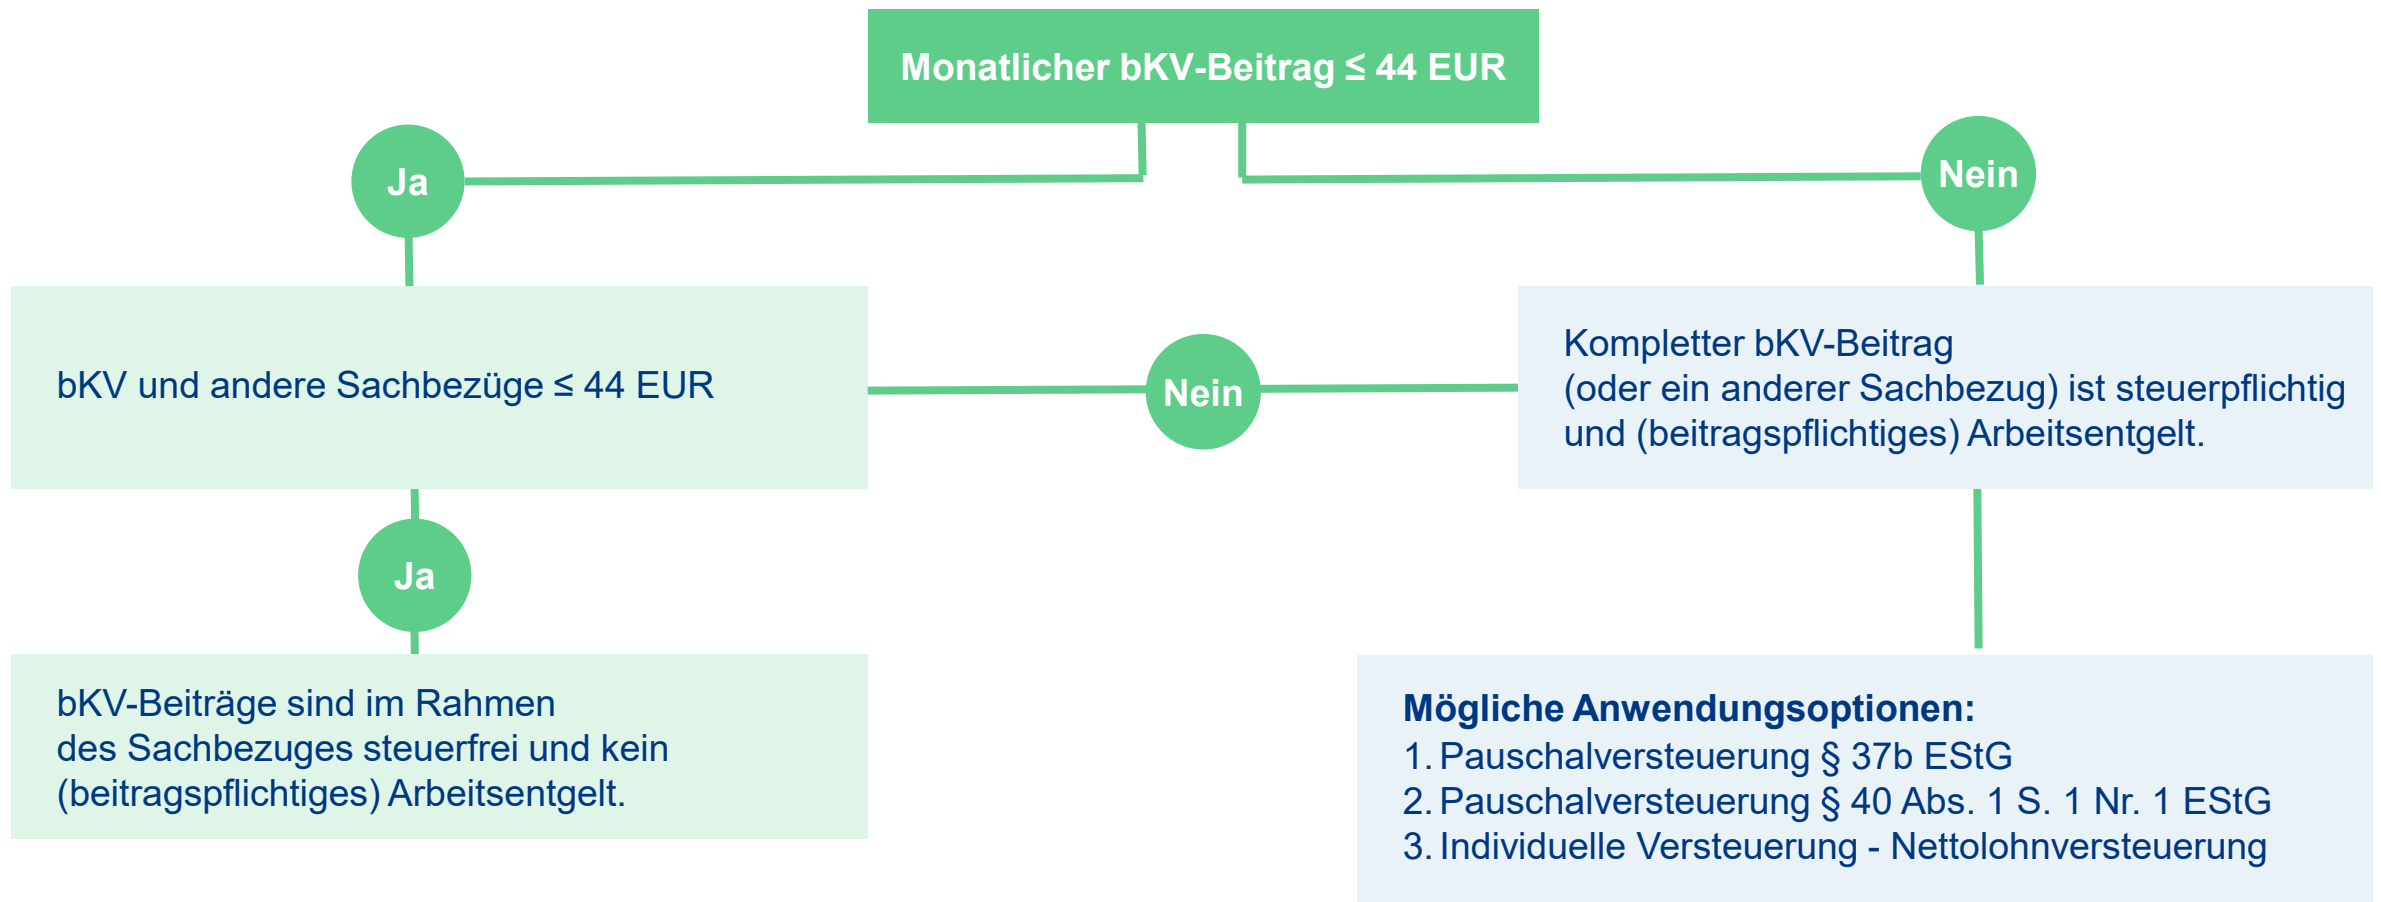 Monatlicher bKV-Beitrag ≤ 44 EUR
Ja
Nein
bKV und andere Sachbezüge ≤ 44 EUR
Nein
Kompletter bKV-Beitrag
(oder ein anderer Sachbezug) ist steuerpflichtig
und (beitragspflichtiges) Arbeitsentgelt.
Ja
bKV-Beiträge sind im Rahmen
des Sachbezuges steuerfrei und kein
(beitragspflichtiges) Arbeitsentgelt.
Mögliche Anwendungsoptionen:
1. Pauschalversteuerung § 37b EStG
2. Pauschalversteuerung § 40 Abs. 1 S. 1 Nr. 1 EStG
3. Individuelle Versteuerung - Nettolohnversteuerung